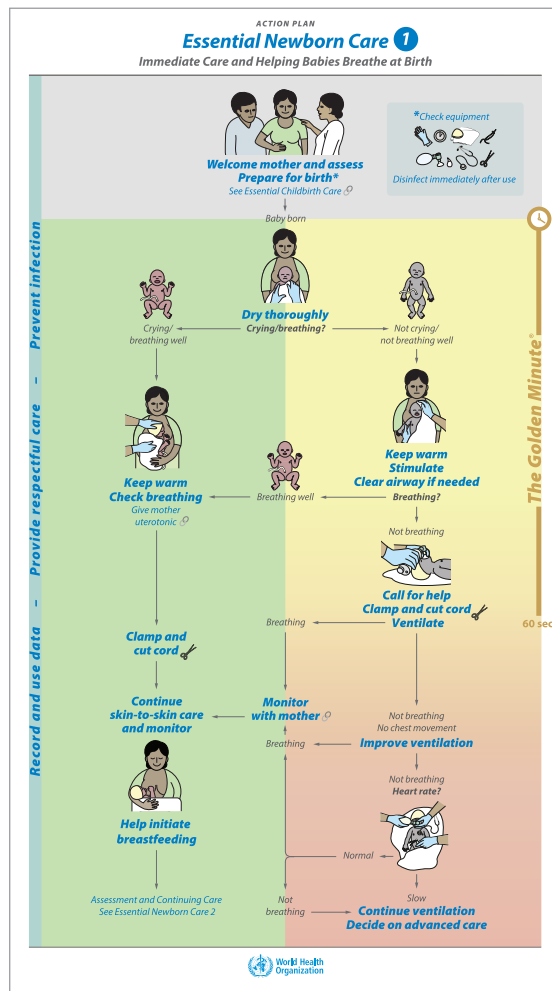 ACTION PLAN
Essential Newborn Care 1
Immediate Care and Helping Babies Breathe at Birth
*Check equipment
Disinfect immediately after use
Welcome mother and assess
Prepare for birth*
See Essential Childbirth Care
Baby born
Dry thoroughly
Crying/breathing?
Crying/
breathing well
Not crying/
not breathing well
Keep warm
Stimulate
Clear airway if needed
Breathing?
Breathing well
Keep warm
Check breathing
Give mother
uterotonic
Not breathing
Call for help
Clamp and cut cord
Ventilate
Breathing
Clamp and
cut cord
Continue
skin-to-skin care
and monitor
Monitor
with mother
Not breathing
No chest movement
Improve ventilation
Breathing
Not breathing
Heart rate?
Help initiate
breastfeeding
Normal
Slow
Assessment and Continuing Care
See Essential Newborn Care 2
Not
breathing
Continue ventilation
Decide on advanced care
Record and use data – Provide respectful care – Prevent infection
The Golden Minute®
60 sec
World Health
Organization